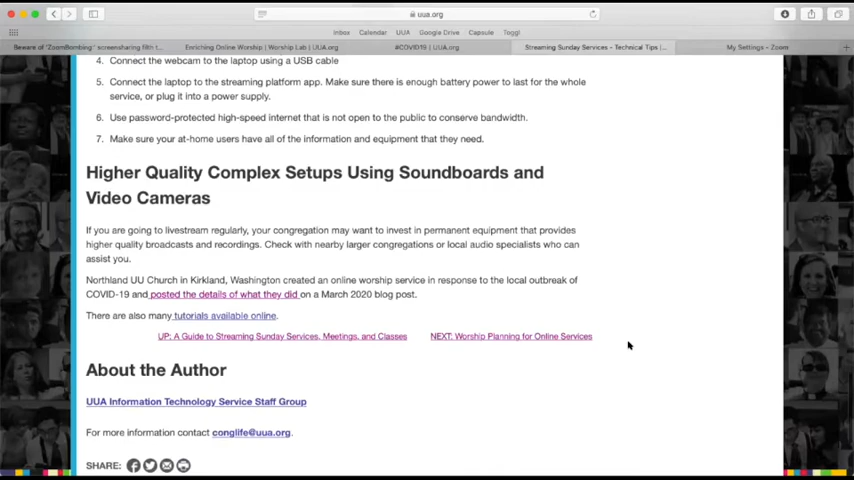 uua.org
Inbox Calendar UUA Google Drive Capsule Toggl
Beware of "ZoomBombing" screensharing filth t... Enriching Online Worship | Worship Lab | UUA.org #COVID19 | UUA.org Streaming Sunday Services - Technical Tips |... My Settings - Zoom
4. Connect the webcam to the laptop using a USB cable
5. Connect the laptop to the streaming platform app. Make sure there is enough battery power to last for the whole
service, or plug it into a power supply.
6. Use password-protected high-speed internet that is not open to the public to conserve bandwidth.
7. Make sure your at-home users have all of the information and equipment that they need.
Higher Quality Complex Setups Using Soundboards and
Video Cameras
If you are going to livestream regularly, your congregation may want to invest in permanent equipment that provides
higher quality broadcasts and recordings. Check with nearby larger congregations or local audio specialists who can
assist you.
Northland UU Church in Kirkland, Washington created an online worship service in response to the local outbreak of
COVID-19 and posted the details of what they did on a March 2020 blog post.
There are also many tutorials available online.
UP: A Guide to Streaming Sunday Services, Meetings, and Classes NEXT: Worship Planning for Online Services
About the Author
UUA Information Technology Service Staff Group
For more information contact conglife@uua.org.
SHARE: